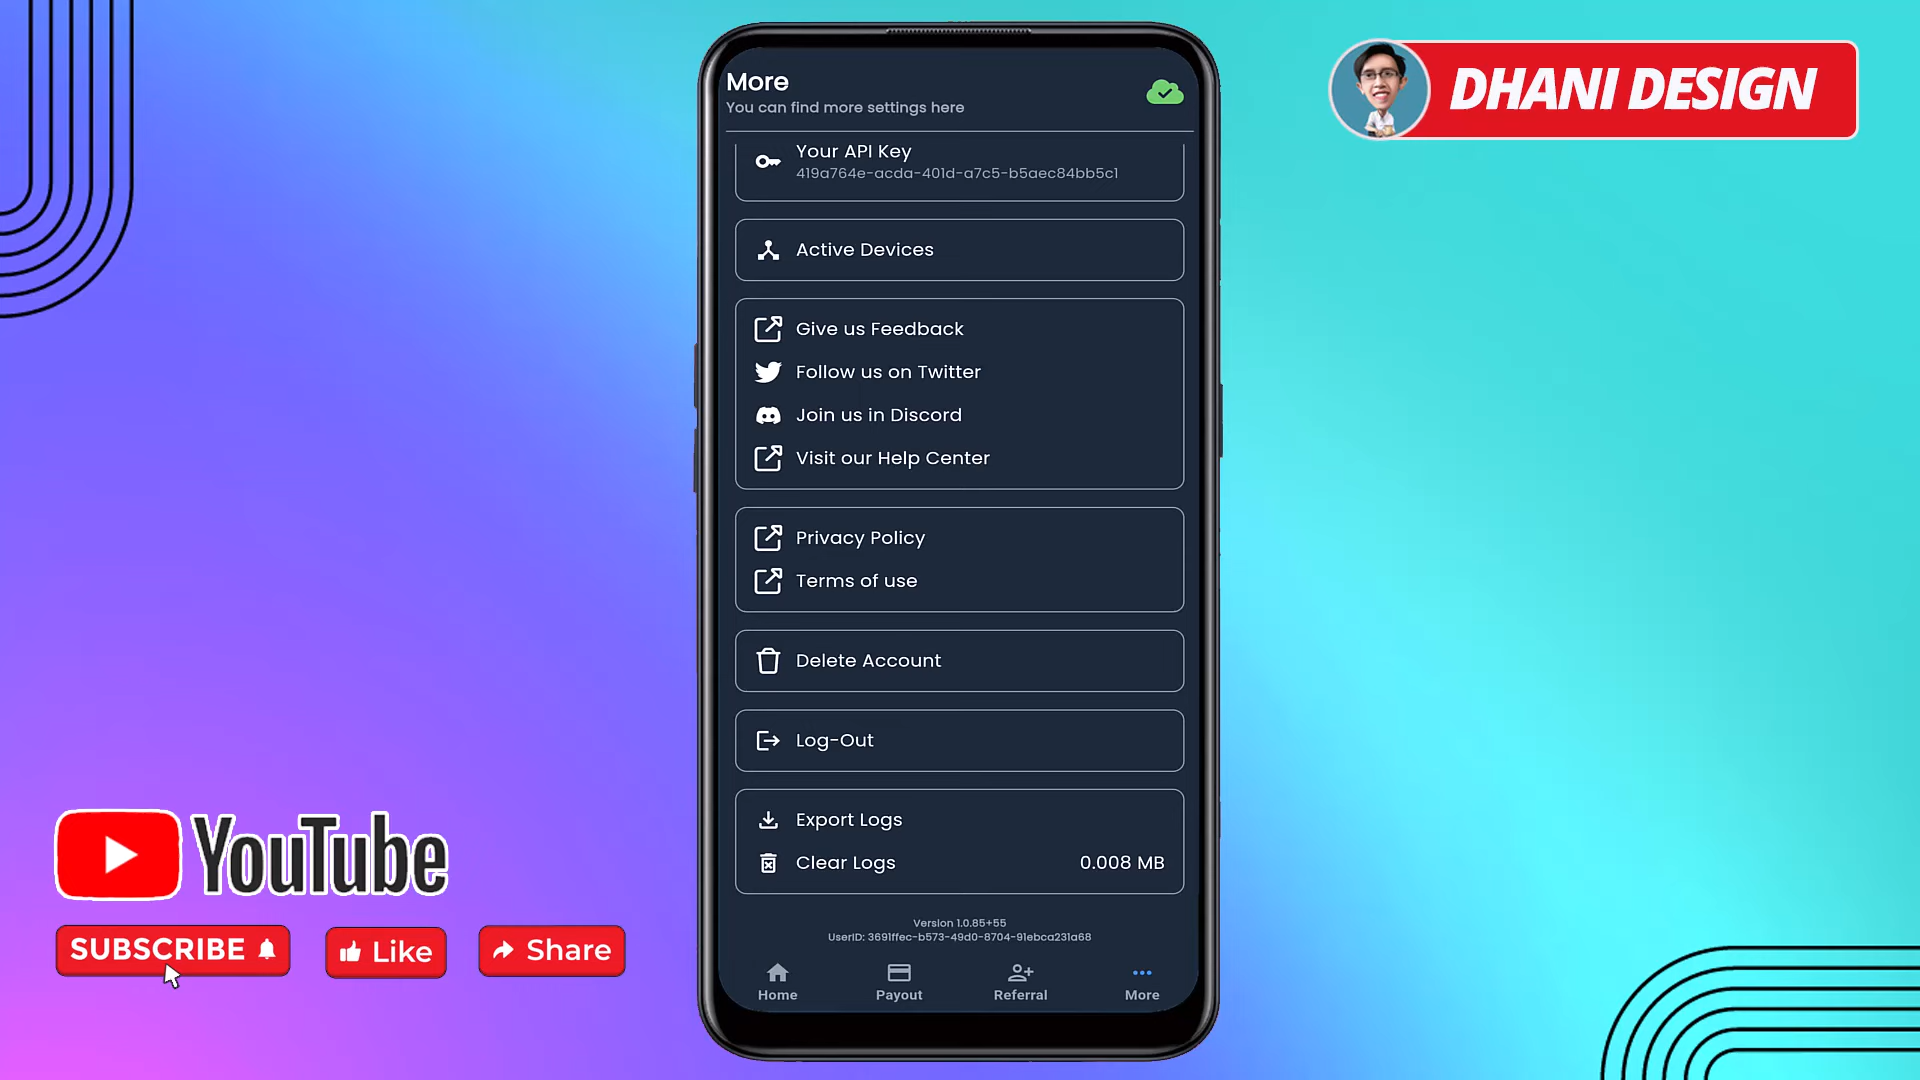 DHANI DESIGN
More
You can find more settings here
Your API Key
419a764e-acda-401d-a7c5-b5aec84bb5c1
Active Devices
Give us Feedback
Follow us on Twitter
Join us in Discord
Visit our Help Center
Privacy Policy
Terms of use
Delete Account
Log-Out
Export Logs
Clear Logs 0.008 MB
Version 1.0.85+55
UserID: 3691ffec-b573-49d0-8704-91ebca231a68
Home Payout Referral More
YouTube
SUBSCRIBE Like Share